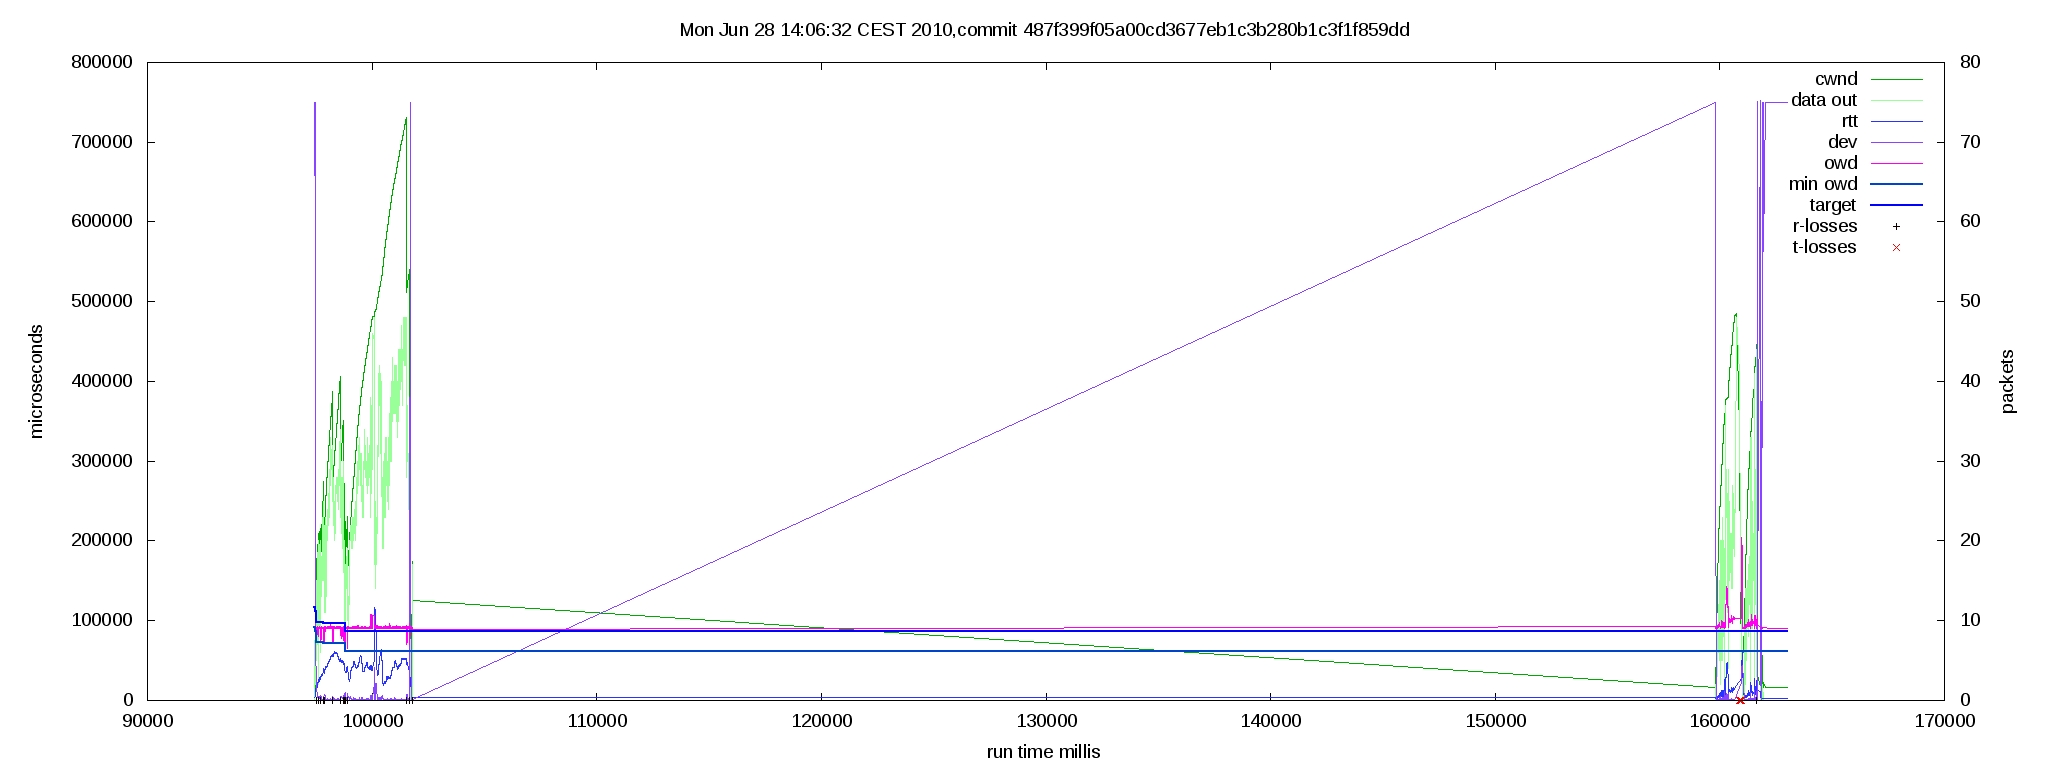 Mon Jun 28 14:06:32 CEST 2010,commit 487f399f05a00cd3677eb1c3b280b1c3f1f859dd
800000
700000
600000
500000
400000
300000
200000
100000
0
microseconds
80
70
60
50
40
30
20
10
0
packets
cwnd
data out
rtt
dev
owd
min owd
target
r-losses
t-losses
90000 100000 110000 120000 130000 140000 150000 160000 170000
run time millis